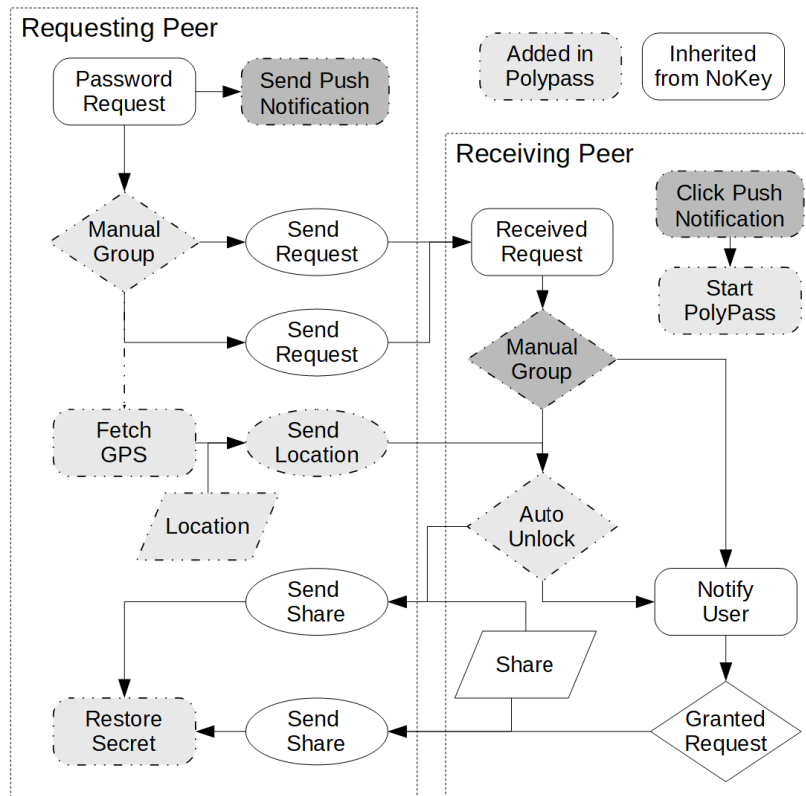 Requesting Peer
Password
Request
Send Push
Notification
Added in
Polypass
Inherited
from NoKey
Receiving Peer
Manual
Group
Send
Request
Received
Request
Click Push
Notification
Send
Request
Start
PolyPass
Manual
Group
Fetch
GPS
Send
Location
Location
Auto
Unlock
Send
Share
Notify
User
Share
Restore
Secret
Send
Share
Granted
Request